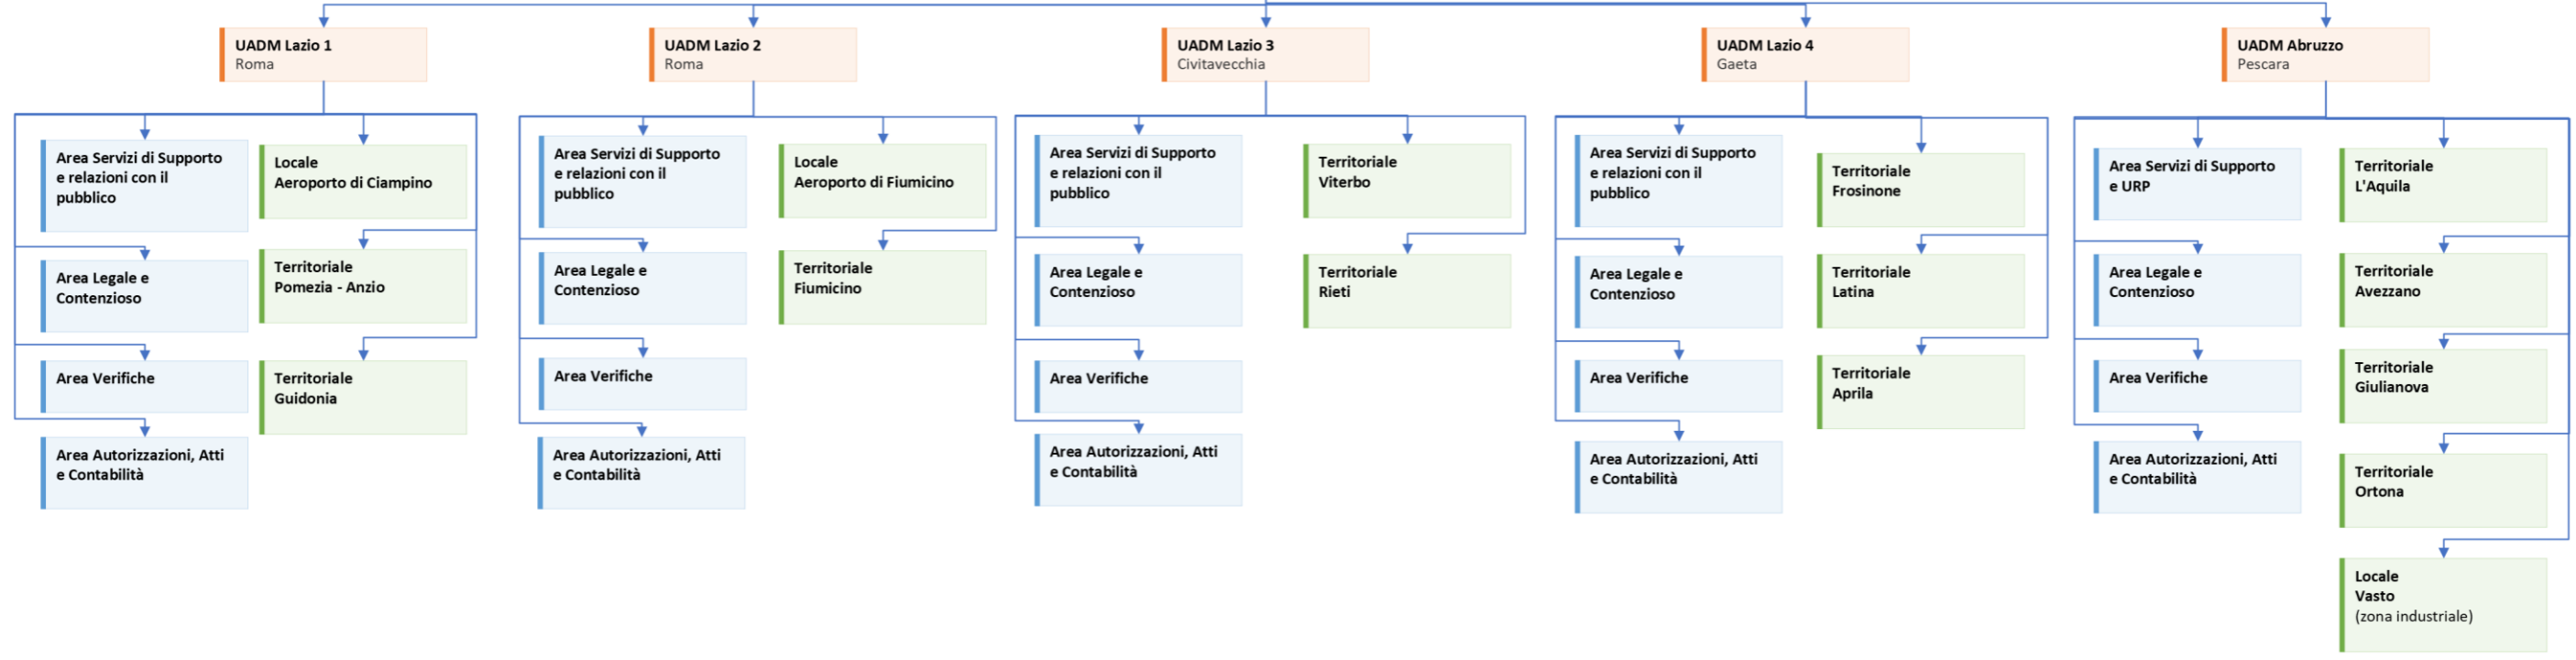 UADM Lazio 1
Roma
Area Servizi di Supporto
e relazioni con il
pubblico
Area Legale e
Contenzioso
Area Verifiche
Area Autorizzazioni, Atti
e Contabilità
Locale
Aeroporto di Ciampino
Territoriale
Pomezia - Anzio
Territoriale
Guidonia
UADM Lazio 2
Roma
Area Servizi di Supporto
e relazioni con il
pubblico
Area Legale e
Contenzioso
Area Verifiche
Area Autorizzazioni, Atti
e Contabilità
Locale
Aeroporto di Fiumicino
Territoriale
Fiumicino
UADM Lazio 3
Civitavecchia
Area Servizi di Supporto
e relazioni con il
pubblico
Area Legale e
Contenzioso
Area Verifiche
Area Autorizzazioni, Atti
e Contabilità
Territoriale
Viterbo
Territoriale
Rieti
UADM Lazio 4
Gaeta
Area Servizi di Supporto
e relazioni con il
pubblico
Area Legale e
Contenzioso
Area Verifiche
Area Autorizzazioni, Atti
e Contabilità
Territoriale
Frosinone
Territoriale
Latina
Territoriale
Aprila
UADM Abruzzo
Pescara
Area Servizi di Supporto
e URP
Area Legale e
Contenzioso
Area Verifiche
Area Autorizzazioni, Atti
e Contabilità
Territoriale
L'Aquila
Territoriale
Avezzano
Territoriale
Giulianova
Territoriale
Ortona
Locale
Vasto
(zona industriale)